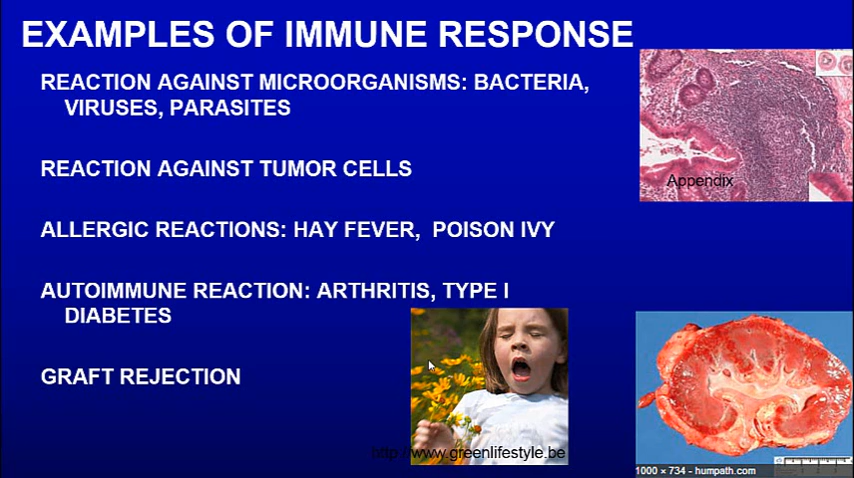 EXAMPLES OF IMMUNE RESPONSE
REACTION AGAINST MICROORGANISMS: BACTERIA,
VIRUSES, PARASITES
REACTION AGAINST TUMOR CELLS
ALLERGIC REACTIONS: HAY FEVER, POISON IVY
AUTOIMMUNE REACTION: ARTHRITIS, TYPE I
DIABETES
GRAFT REJECTION
Appendix
http://www.greenlifestyle.be
1000 × 734 - humpath.com